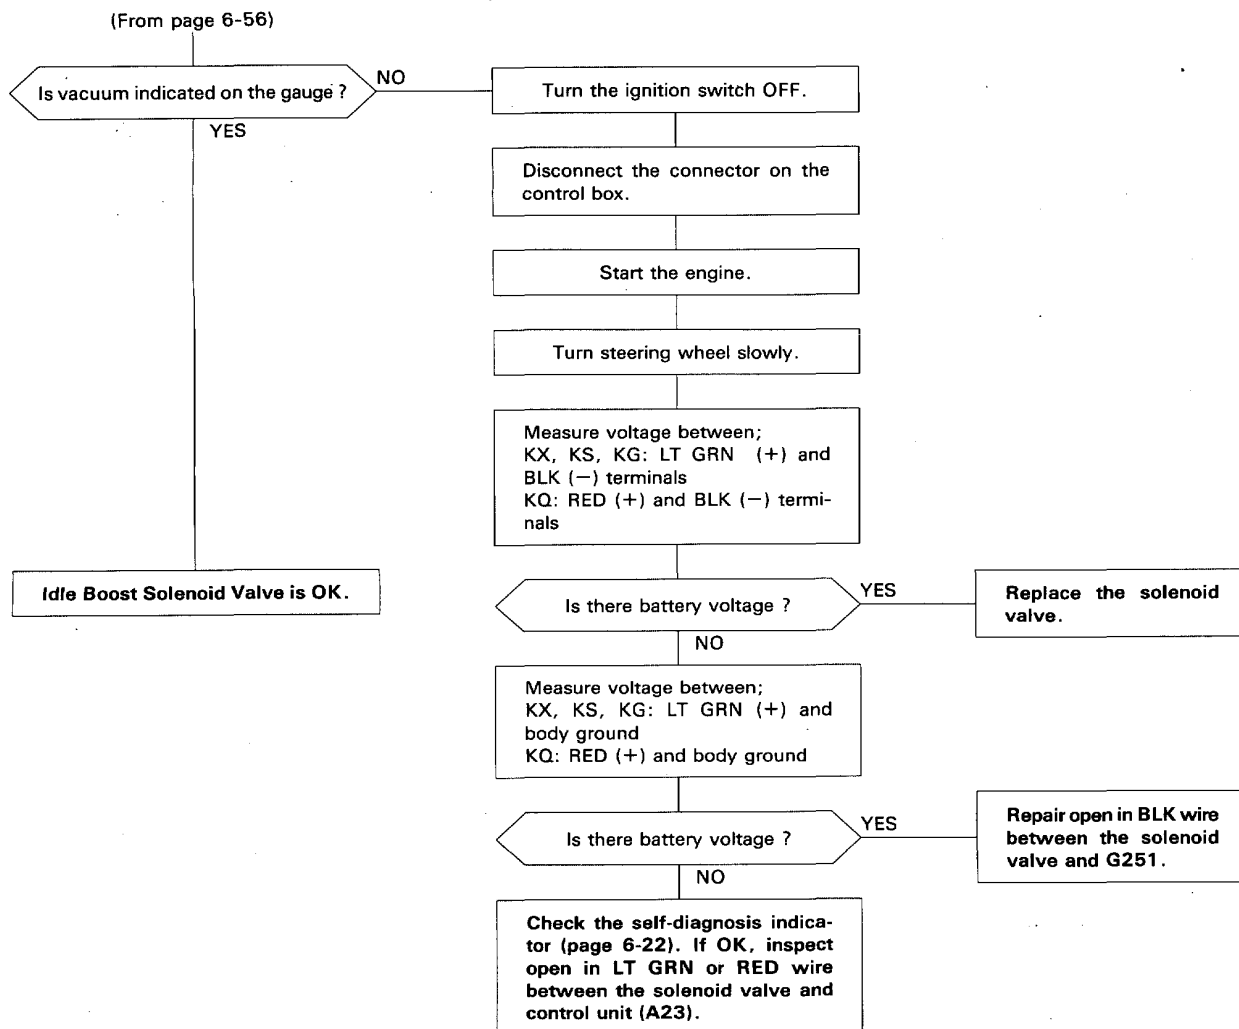 (From page 6-56)
Is vacuum indicated on the gauge ?
NO
YES
Turn the ignition switch OFF.
Disconnect the connector on the
control box.
Start the engine.
Turn steering wheel slowly.
Measure voltage between;
KX, KS, KG: LT GRN (+) and
BLK (−) terminals
KQ: RED (+) and BLK (−) termi-
nals
Idle Boost Solenoid Valve is OK.
Is there battery voltage ?
YES
Replace the solenoid
valve.
NO
Measure voltage between;
KX, KS, KG: LT GRN (+) and
body ground
KQ: RED (+) and body ground
Is there battery voltage ?
YES
Repair open in BLK wire
between the solenoid
valve and G251.
NO
Check the self-diagnosis indica-
tor (page 6-22). If OK, inspect
open in LT GRN or RED wire
between the solenoid valve and
control unit (A23).